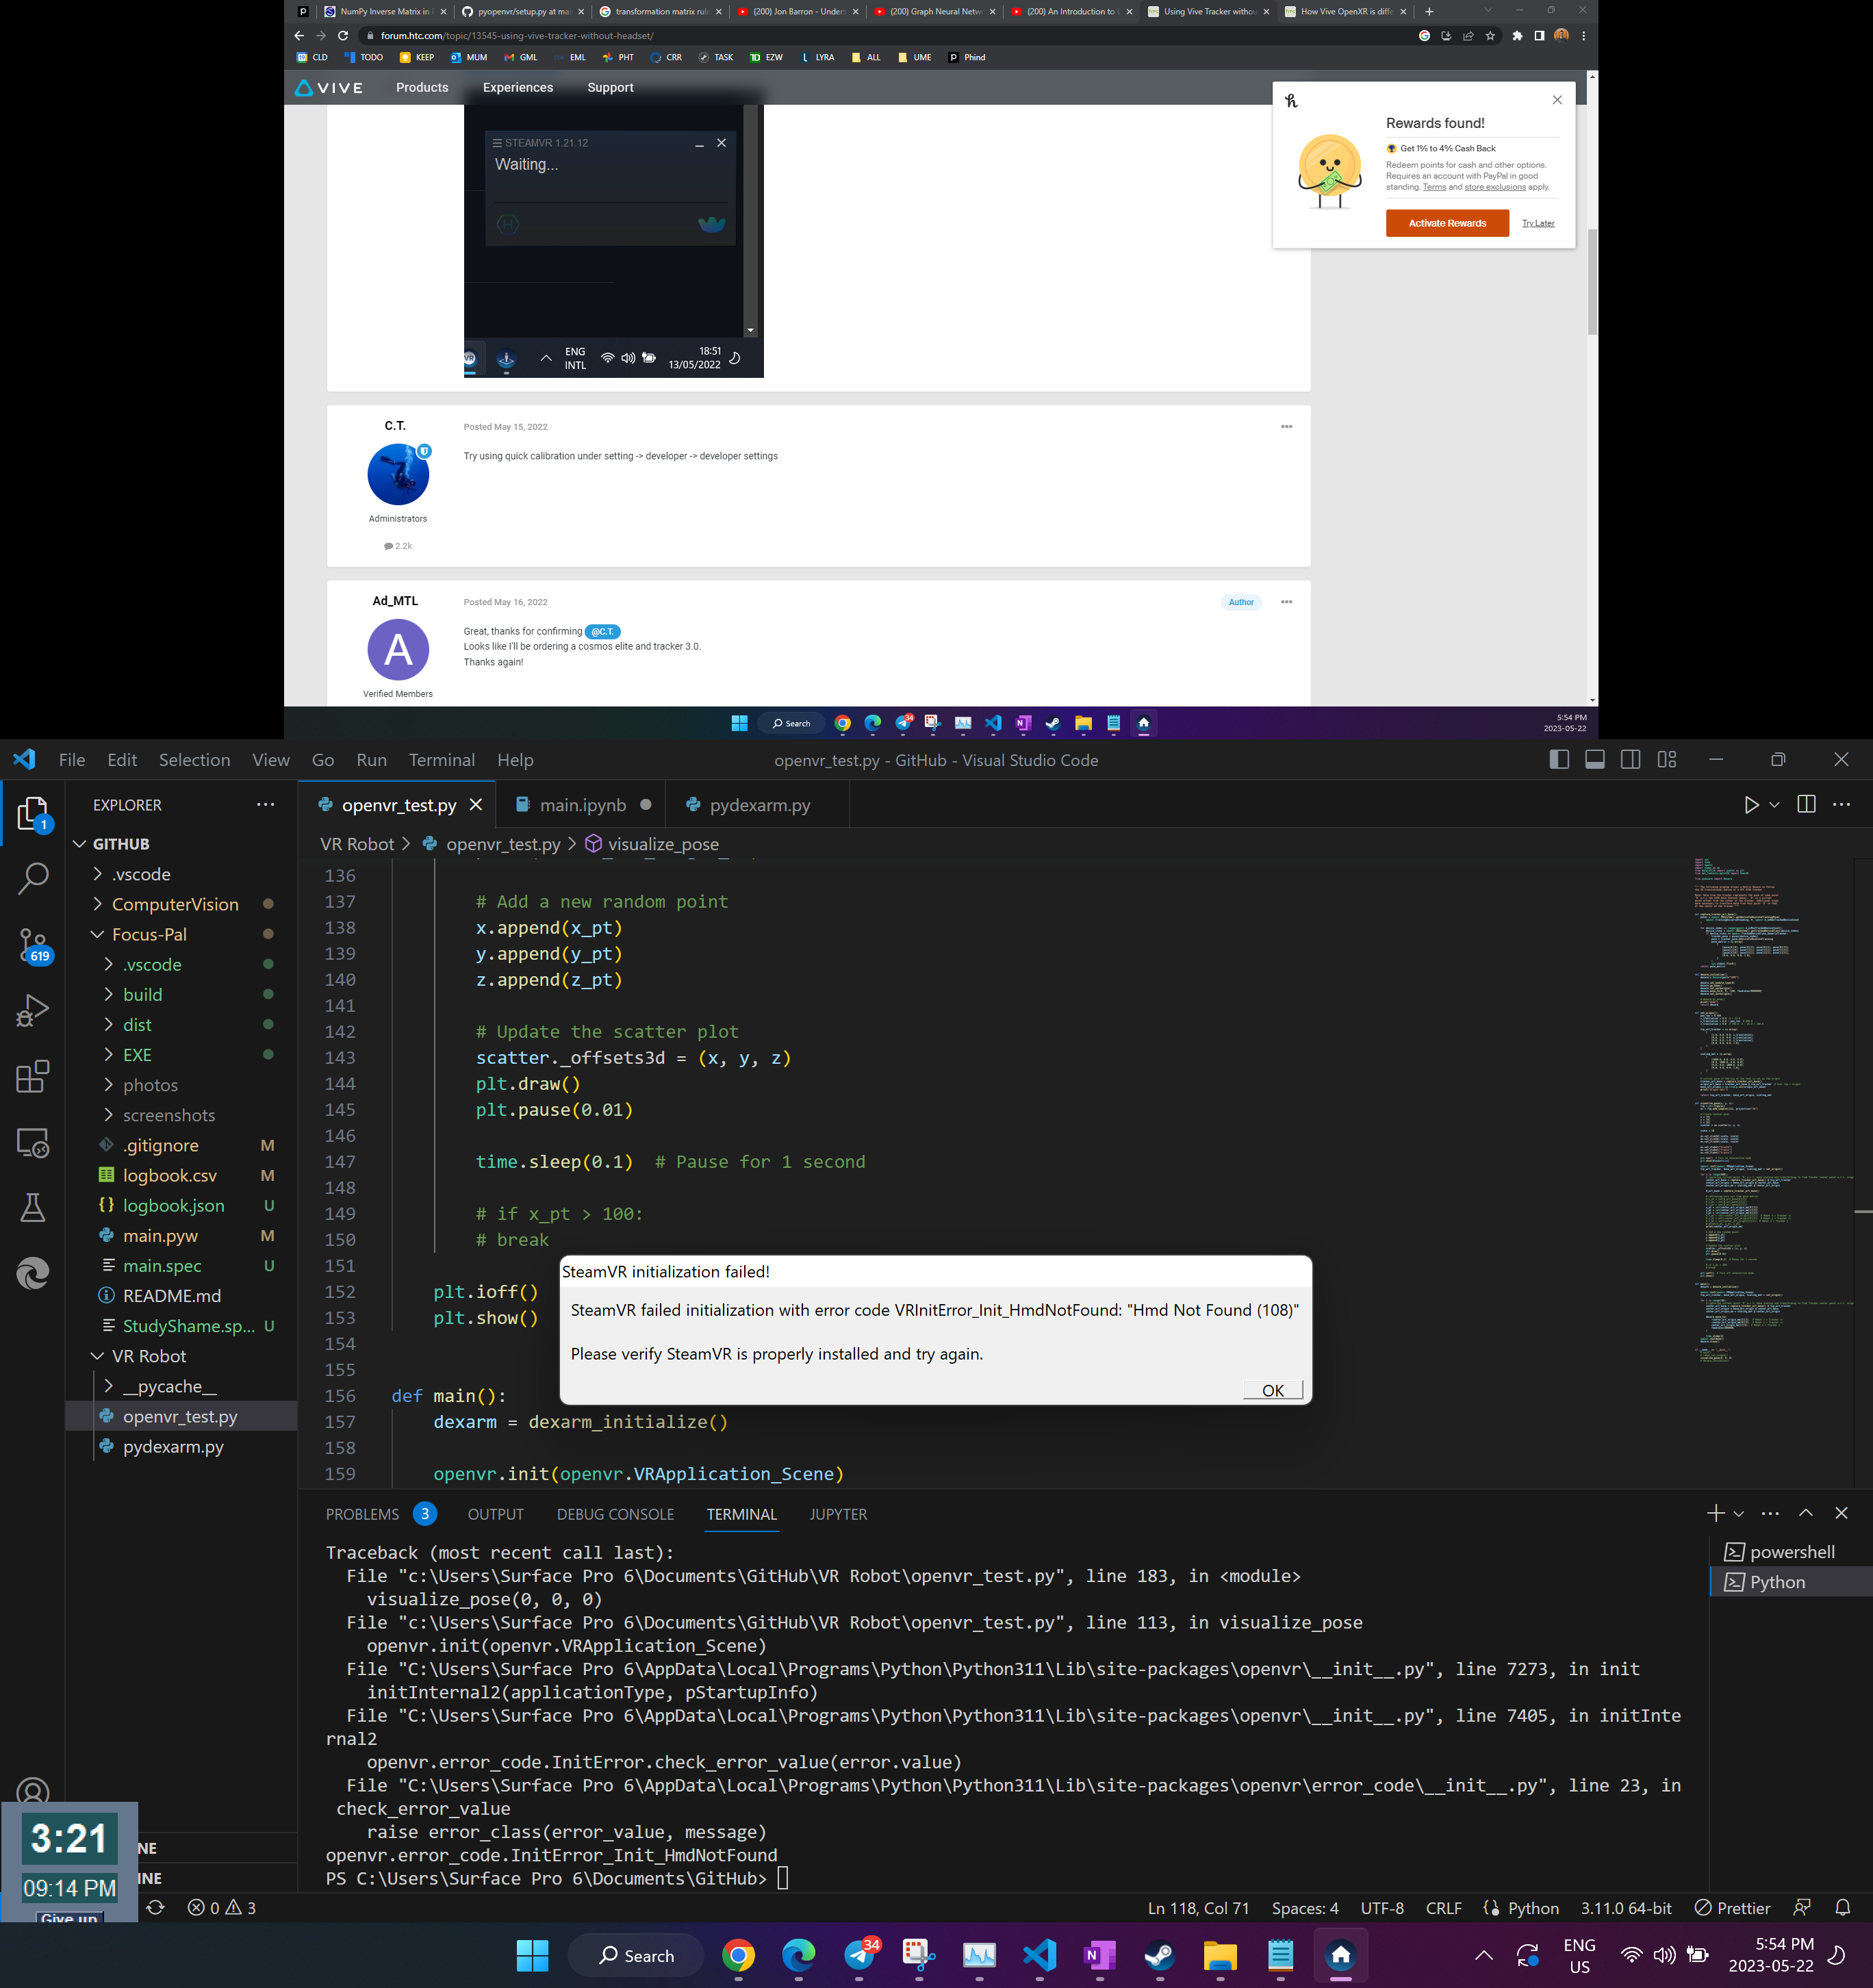 NumPy Inverse Matrix in
pyopenvr/setup.py at mai
transformation matrix rul
(200) Jon Barron - Under
(200) Graph Neural Netw
(200) An Introduction to
Using Vive Tracker withou
How Vive OpenXR is diffe
forum.htc.com/topic/13545-using-vive-tracker-without-headset/
CLD TODO KEEP MUM GML EML PHT CRR TASK EZW LYRA ALL UME Phind
VIVE Products Experiences Support
Rewards found!
Get 1% to 4% Cash Back
Redeem points for cash and other options.
Requires an account with PayPal in good
standing. Terms and store exclusions apply.
Activate Rewards Try Later
STEAMVR 1.21.12
Waiting...
ENG
INTL
18:51
13/05/2022
C.T.
Posted May 15, 2022
Try using quick calibration under setting -> developer -> developer settings
Administrators
2.2k
Ad_MTL
Posted May 16, 2022
Author
Great, thanks for confirming @C.T.
Looks like I'll be ordering a cosmos elite and tracker 3.0.
Thanks again!
A
Verified Members
Search
34
5:54 PM
2023-05-22
File Edit Selection View Go Run Terminal Help
openvr_test.py - GitHub - Visual Studio Code
EXPLORER
openvr_test.py
main.ipynb
pydexarm.py
VR Robot > openvr_test.py > visualize_pose
1
619
GITHUB
.vscode
ComputerVision
Focus-Pal
.vscode
build
dist
EXE
photos
screenshots
.gitignore M
logbook.csv M
logbook.json U
main.pyw M
main.spec U
README.md
StudyShame.sp... U
VR Robot
__pycache__
openvr_test.py
pydexarm.py
136
137 # Add a new random point
138 x.append(x_pt)
139 y.append(y_pt)
140 z.append(z_pt)
141
142 # Update the scatter plot
143 scatter._offsets3d = (x, y, z)
144 plt.draw()
145 plt.pause(0.01)
146
147 time.sleep(0.1)  # Pause for 1 second
148
149 # if x_pt > 100:
150 # break
151
152 plt.ioff()
153 plt.show()
154
155
156 def main():
157 dexarm = dexarm_initialize()
158
159 openvr.init(openvr.VRApplication_Scene)
SteamVR initialization failed!
SteamVR failed initialization with error code VRInitError_Init_HmdNotFound: "Hmd Not Found (108)"
Please verify SteamVR is properly installed and try again.
OK
PROBLEMS 3 OUTPUT DEBUG CONSOLE TERMINAL JUPYTER
powershell
Python
Traceback (most recent call last):
File "c:\Users\Surface Pro 6\Documents\GitHub\VR Robot\openvr_test.py", line 183, in <module>
visualize_pose(0, 0, 0)
File "c:\Users\Surface Pro 6\Documents\GitHub\VR Robot\openvr_test.py", line 113, in visualize_pose
openvr.init(openvr.VRApplication_Scene)
File "C:\Users\Surface Pro 6\AppData\Local\Programs\Python\Python311\Lib\site-packages\openvr\__init__.py", line 7273, in init
initInternal2(applicationType, pStartupInfo)
File "C:\Users\Surface Pro 6\AppData\Local\Programs\Python\Python311\Lib\site-packages\openvr\__init__.py", line 7405, in initInte
rnal2
openvr.error_code.InitError.check_error_value(error.value)
File "C:\Users\Surface Pro 6\AppData\Local\Programs\Python\Python311\Lib\site-packages\openvr\error_code\__init__.py", line 23, in
check_error_value
raise error_class(error_value, message)
openvr.error_code.InitError_Init_HmdNotFound
PS C:\Users\Surface Pro 6\Documents\GitHub>
3:21
09:14 PM
Give up
NE
INE
0 3
Ln 118, Col 71 Spaces: 4 UTF-8 CRLF Python 3.11.0 64-bit Prettier
Search
34
ENG
US
5:54 PM
2023-05-22